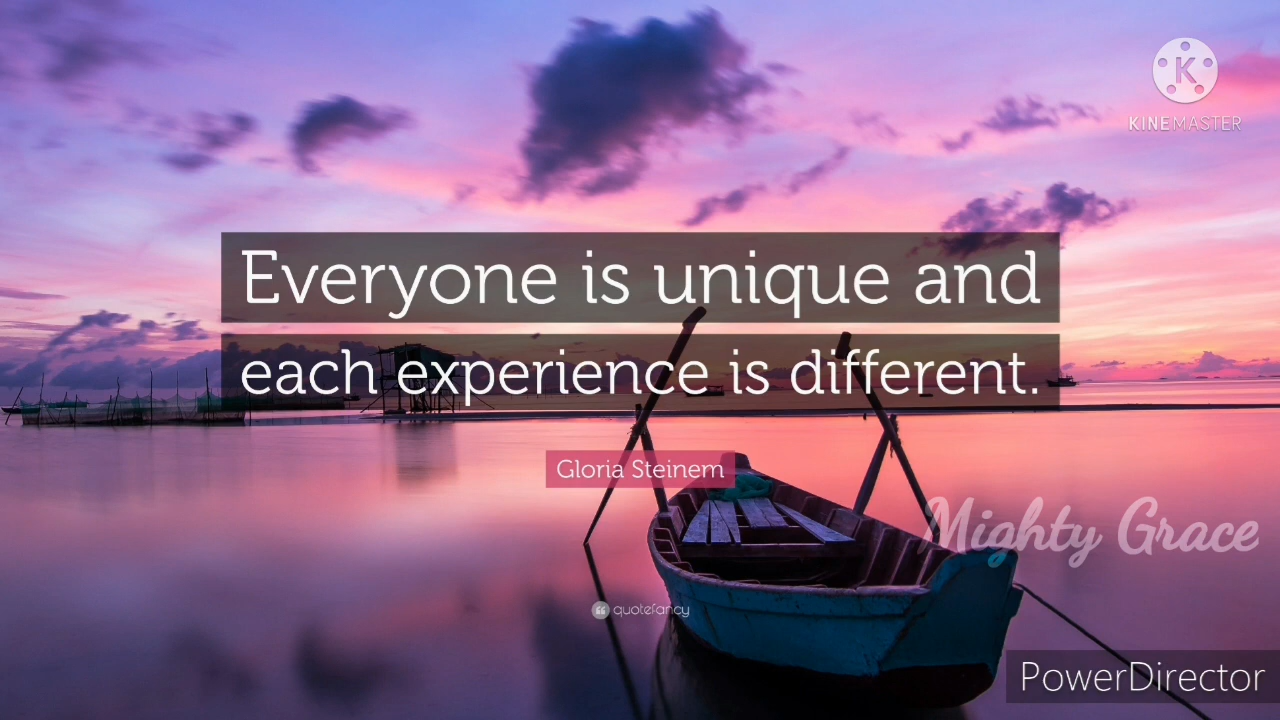 KINEMASTER
Everyone is unique and
each experience is different.
Gloria Steinem
Mighty Grace
quotefancy
PowerDirector